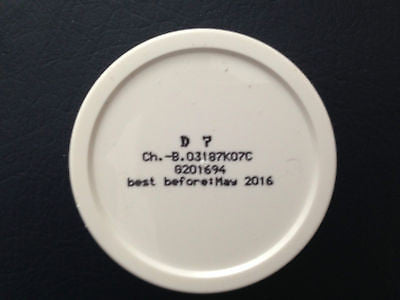 D 7
Ch.-B.03187K07C
G201694
best before:May 2016